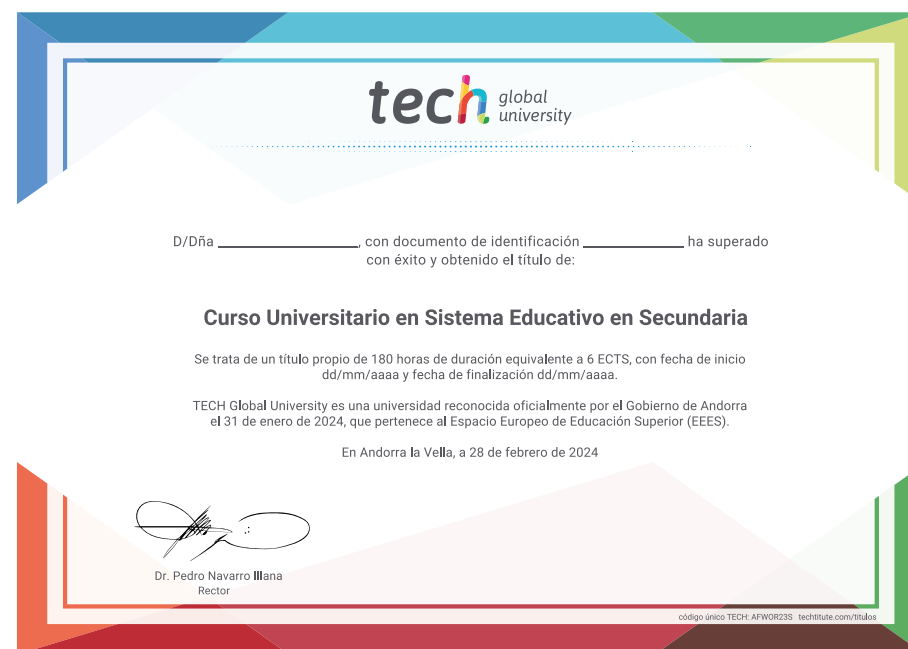 tech global university
D/Dña ____________________, con documento de identificación ______________ ha superado
con éxito y obtenido el título de:
Curso Universitario en Sistema Educativo en Secundaria
Se trata de un título propio de 180 horas de duración equivalente a 6 ECTS, con fecha de inicio
dd/mm/aaaa y fecha de finalización dd/mm/aaaa.
TECH Global University es una universidad reconocida oficialmente por el Gobierno de Andorra
el 31 de enero de 2024, que pertenece al Espacio Europeo de Educación Superior (EEES).
En Andorra la Vella, a 28 de febrero de 2024
Dr. Pedro Navarro Illana
Rector
código único TECH: AFWOR23S techtitute.com/titulos